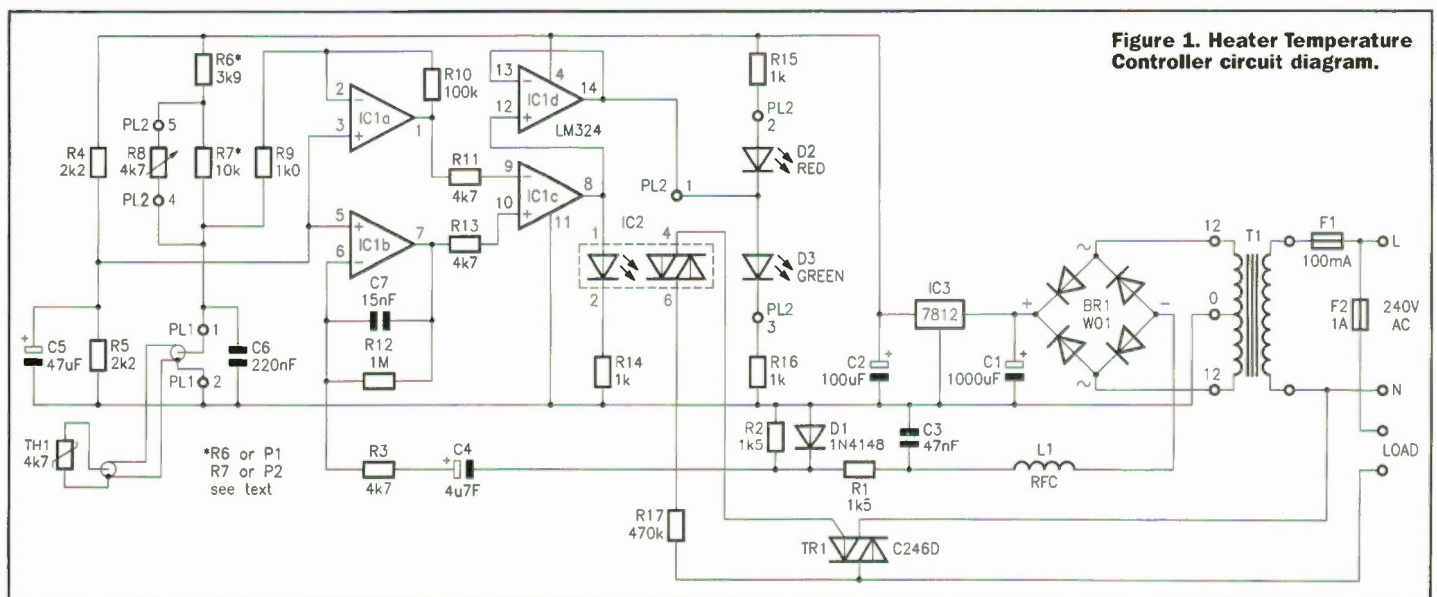 Figure 1. Heater Temperature
Controller circuit diagram.
R6*
3k9
PL2
5
R8
4k7
PL2
4
R4
2k2
R7*
10k
R9
1k0
2
3
IC1a
1
R10
100k
13
12
IC1d
4
14
LM324
R11
4k7
9
10
IC1c
8
11
R13
4k7
5
6
IC1b
7
C7
15nF
R12
1M
R15
1k
PL2
2
D2
RED
PL2
1
IC2
1
2
4
6
D3
GREEN
PL2
3
R14
1k
R16
1k
IC3
7812
C2
100uF
C1
1000uF
BR1
W01
12
0
12
T1
F1
100mA
L
F2
1A
240V
AC
N
LOAD
C5
47uF
R5
2k2
PL1
1
PL1
2
C6
220nF
TH1
4k7
*R6 or P1
R7 or P2
see text
R3
4k7
C4
4u7F
R2
1k5
D1
1N4148
C3
47nF
R1
1k5
L1
RFC
R17
470k
TR1
C246D